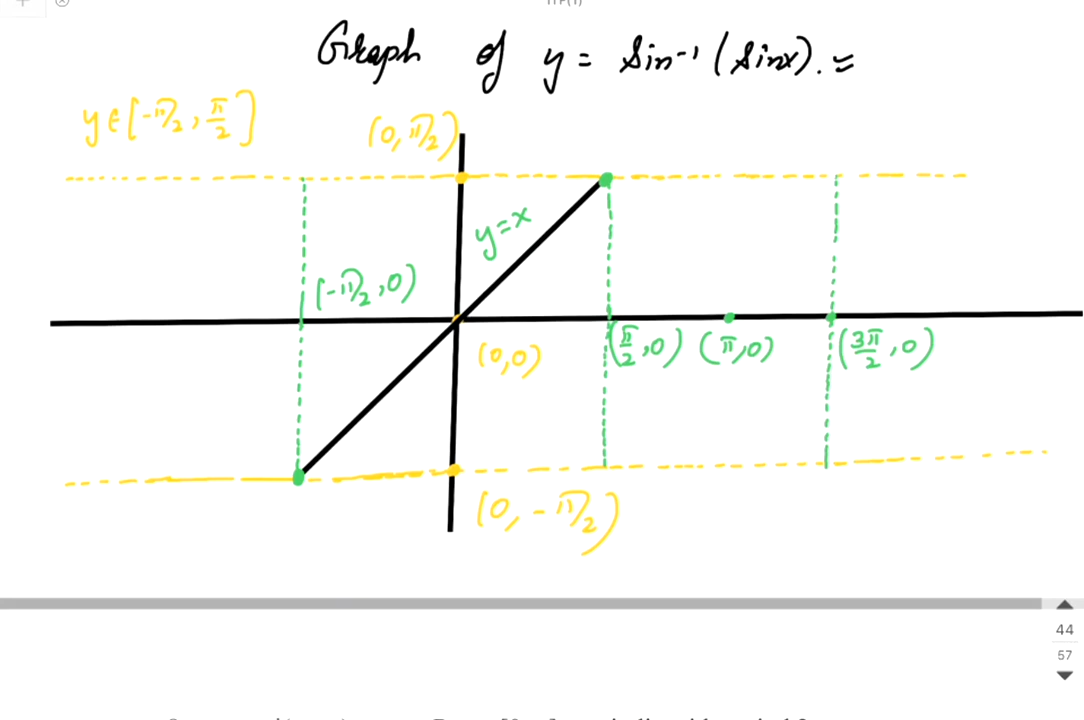 Graph of y = Sin⁻¹(Sinx). =
y∈[-π/2, π/2]
(0, π/2)
y=x
(-π/2, 0)
(0,0)
(π/2, 0) (π, 0) (3π/2, 0)
(0, -π/2)
44
57